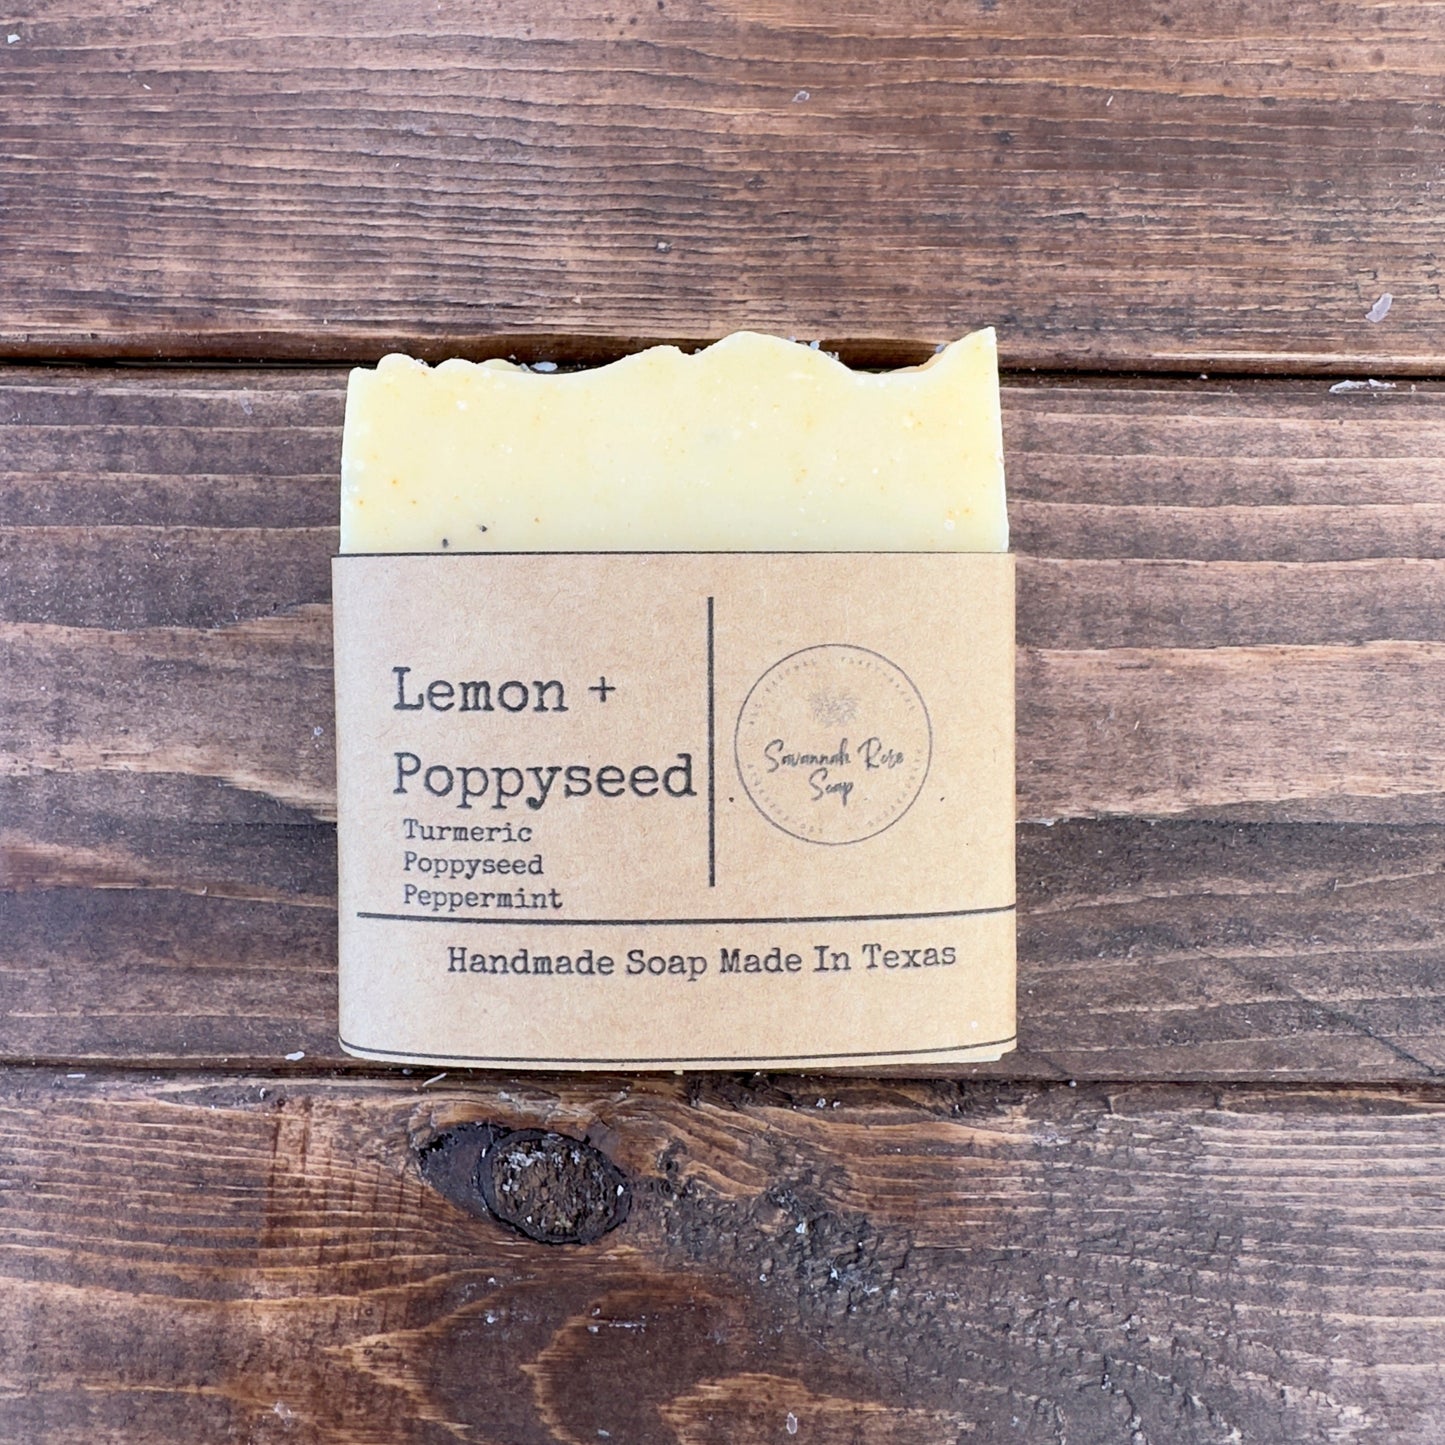 Lemon +
Poppyseed
Turmeric
Poppyseed
Peppermint
Savannah Rose
Soap
Handmade Soap Made In Texas